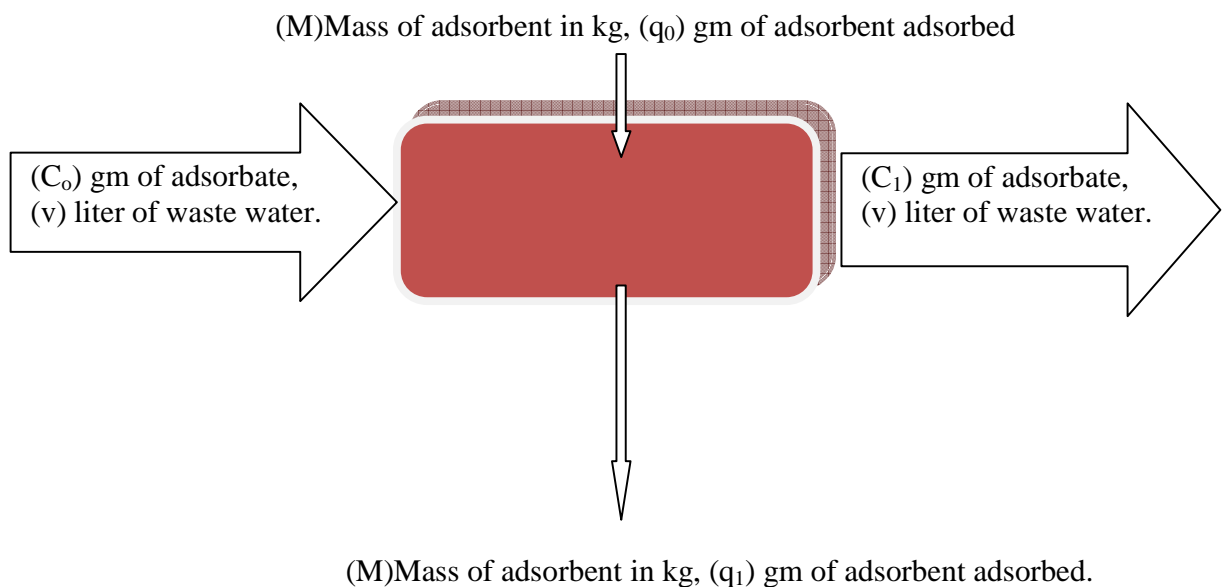 (M)Mass of adsorbent in kg, (q₀) gm of adsorbent adsorbed
(Cₒ) gm of adsorbate,
(v) liter of waste water.
(C₁) gm of adsorbate,
(v) liter of waste water.
(M)Mass of adsorbent in kg, (q₁) gm of adsorbent adsorbed.